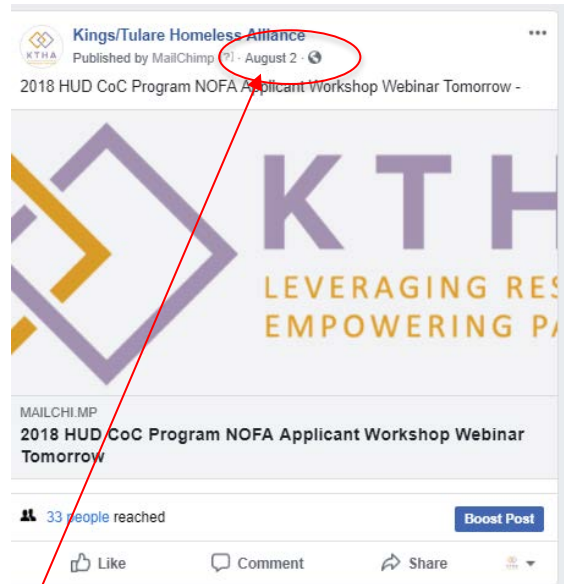 Kings/Tulare Homeless Alliance
KTHA
Published by MailChimp [?] · August 2 ·
2018 HUD CoC Program NOFA Applicant Workshop Webinar Tomorrow -
KTH
LEVERAGING RES
EMPOWERING PA
MAILCHI.MP
2018 HUD CoC Program NOFA Applicant Workshop Webinar
Tomorrow
33 people reached
Boost Post
Like Comment Share